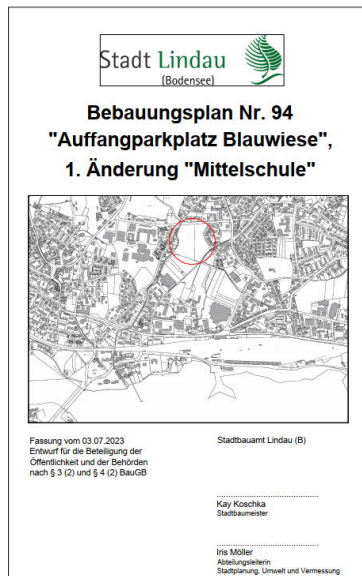 Stadt Lindau
(Bodensee)
Bebauungsplan Nr. 94
"Auffangparkplatz Blauwiese",
1. Änderung "Mittelschule"
Fassung vom 03.07.2023
Entwurf für die Beteiligung der
Öffentlichkeit und der Behörden
nach § 3 (2) und § 4 (2) BauGB
Stadtbauamt Lindau (B)
Kay Koschka
Stadtbaumeister
Iris Möller
Abteilungsleiterin
Stadtplanung, Umwelt und Vermessung